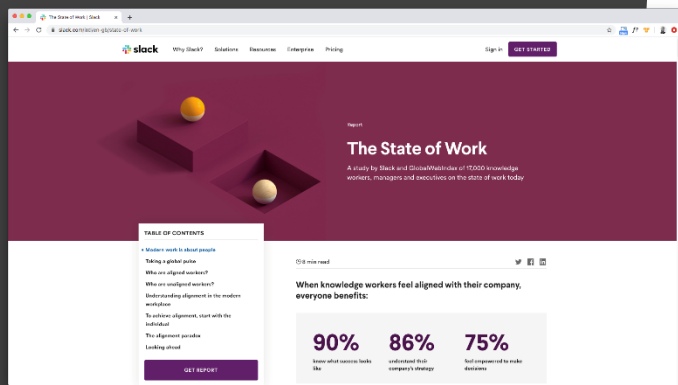 The State of Work | Slack
slack.com/intl/en-gb/state-of-work
slack
Why Slack?
Solutions
Resources
Enterprise
Pricing
Sign in
GET STARTED
Report
The State of Work
A study by Slack and GlobalWebIndex of 17,000 knowledge
workers, managers and executives on the state of work today
TABLE OF CONTENTS
Modern work is about people
Taking a global pulse
Who are aligned workers?
Who are unaligned workers?
Understanding alignment in the modern
workplace
To achieve alignment, start with the
individual
The alignment paradox
Looking ahead
GET REPORT
8 min read
When knowledge workers feel aligned with their company,
everyone benefits:
90%
know what success looks
like
86%
understand their
company's strategy
75%
feel empowered to make
decisions